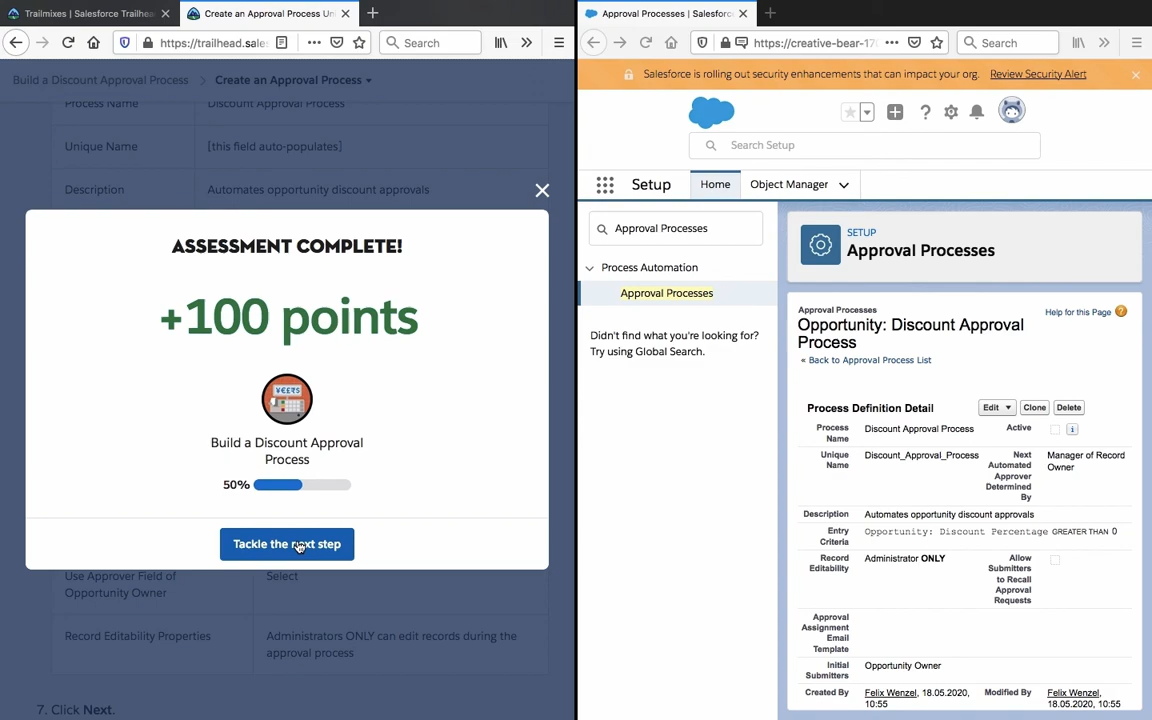 Trailmixes | Salesforce Trailhea
Create an Approval Process Un
https://trailhead.sales
Search
Build a Discount Approval Process
Create an Approval Process
Process Name
Discount Approval Process
Unique Name
[this field auto-populates]
Description
Automates opportunity discount approvals
ASSESSMENT COMPLETE!
+100 points
¥€£R$
Build a Discount Approval
Process
50%
Tackle the next step
Use Approver Field of
Opportunity Owner
Select
Record Editability Properties
Administrators ONLY can edit records during the
approval process
7. Click Next.
Approval Processes | Salesforc
https://creative-bear-17
Search
Salesforce is rolling out security enhancements that can impact your org.
Review Security Alert
Search Setup
Setup
Home
Object Manager
Approval Processes
Process Automation
Approval Processes
Didn't find what you're looking for?
Try using Global Search.
SETUP
Approval Processes
Approval Processes
Opportunity: Discount Approval
Process
Help for this Page
« Back to Approval Process List
Process Definition Detail
Edit
Clone
Delete
Process
Name
Discount Approval Process
Active
Unique
Name
Discount_Approval_Process
Next
Automated
Approver
Determined
By
Manager of Record
Owner
Description
Automates opportunity discount approvals
Entry
Criteria
Opportunity: Discount Percentage GREATER THAN 0
Record
Editability
Administrator ONLY
Allow
Submitters
to Recall
Approval
Requests
Approval
Assignment
Email
Template
Initial
Submitters
Opportunity Owner
Created By
Felix Wenzel, 18.05.2020,
10:55
Modified By
Felix Wenzel,
18.05.2020, 10:55